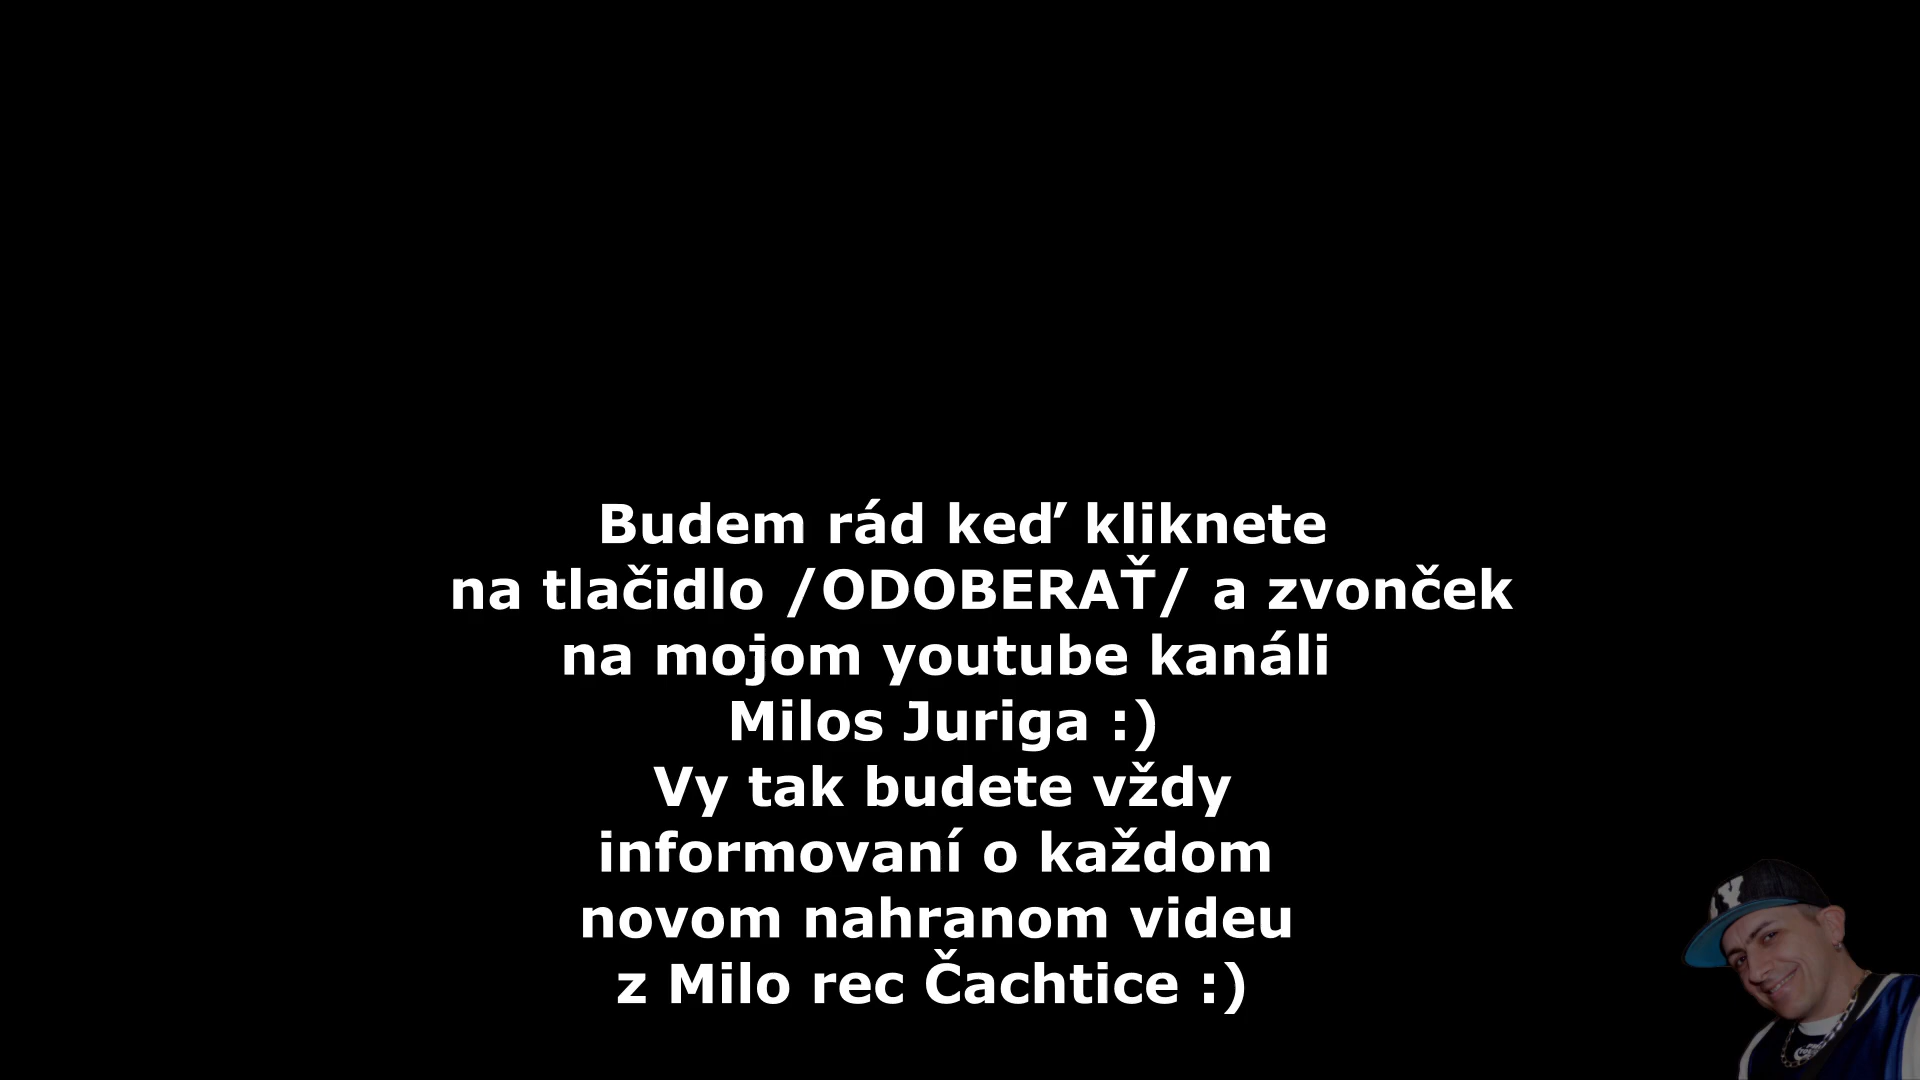 Budem rád keď kliknete
na tlačidlo /ODOBERAŤ/ a zvonček
na mojom youtube kanáli
Milos Juriga :)
Vy tak budete vždy
informovaní o každom
novom nahranom videu
z Milo rec Čachtice :)